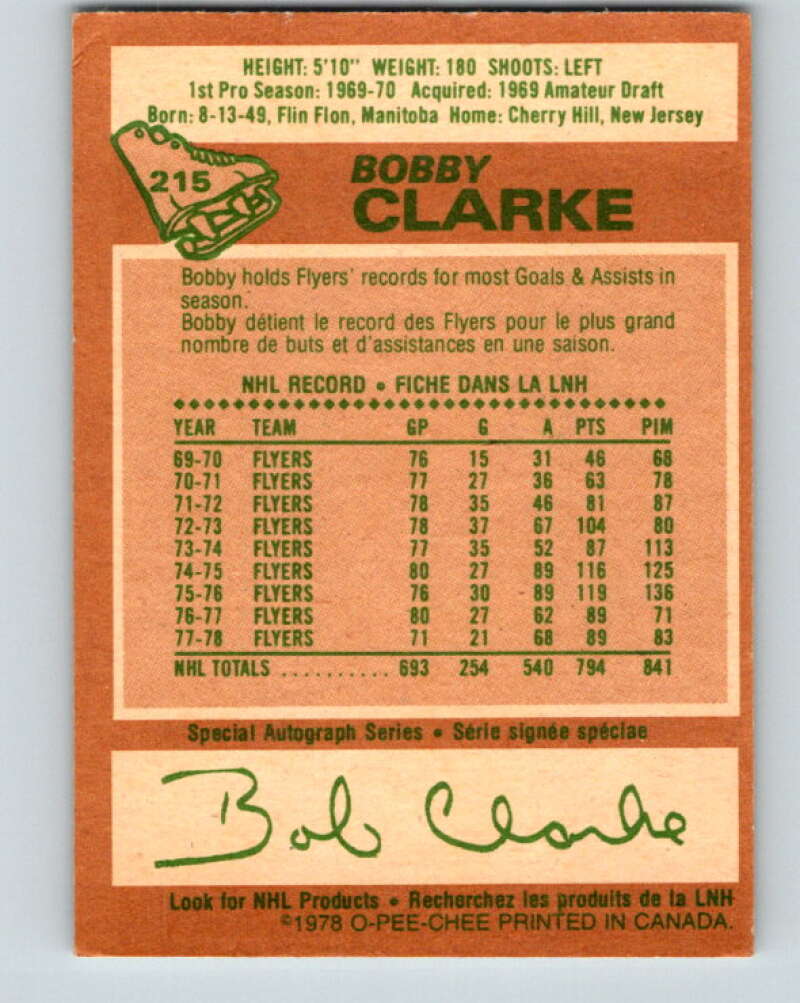 HEIGHT: 5'10" WEIGHT: 180 SHOOTS: LEFT
1st Pro Season: 1969-70 Acquired: 1969 Amateur Draft
Born: 8-13-49, Flin Flon, Manitoba Home: Cherry Hill, New Jersey
215
BOBBY
CLARKE
Bobby holds Flyers' records for most Goals & Assists in
season.
Bobby détient le record des Flyers pour le plus grand
nombre de buts et d'assistances en une saison.
NHL RECORD • FICHE DANS LA LNH
YEAR TEAM GP G A PTS PIM
69-70 FLYERS 76 15 31 46 68
70-71 FLYERS 77 27 36 63 78
71-72 FLYERS 78 35 46 81 87
72-73 FLYERS 78 37 67 104 80
73-74 FLYERS 77 35 52 87 113
74-75 FLYERS 80 27 89 116 125
75-76 FLYERS 76 30 89 119 136
76-77 FLYERS 80 27 62 89 71
77-78 FLYERS 71 21 68 89 83
NHL TOTALS .......... 693 254 540 794 841
Special Autograph Series • Série signée spéclae
Bob Clarke
Look for NHL Products • Recherchez les produits de la LNH
©1978 O-PEE-CHEE PRINTED IN CANADA.